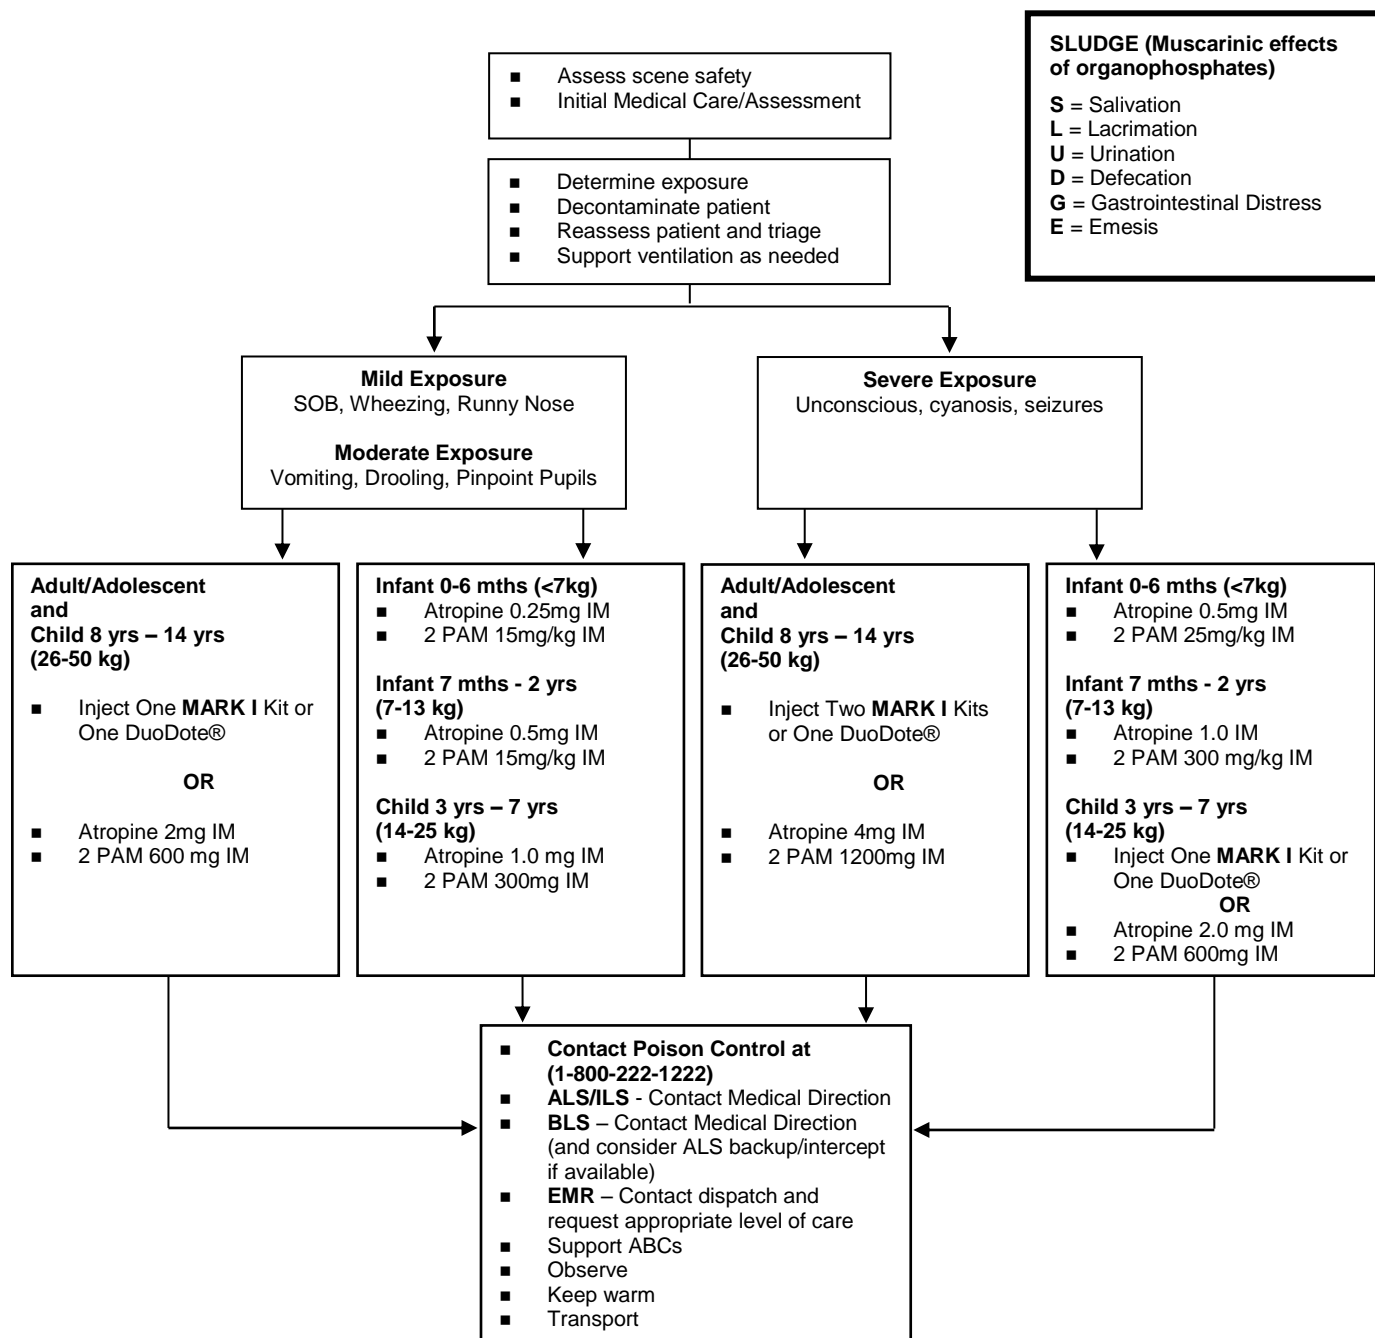 SLUDGE (Muscarinic effects
of organophosphates)
S = Salivation
L = Lacrimation
U = Urination
D = Defecation
G = Gastrointestinal Distress
E = Emesis
■ Assess scene safety
■ Initial Medical Care/Assessment
■ Determine exposure
■ Decontaminate patient
■ Reassess patient and triage
■ Support ventilation as needed
Mild Exposure
SOB, Wheezing, Runny Nose
Moderate Exposure
Vomiting, Drooling, Pinpoint Pupils
Severe Exposure
Unconscious, cyanosis, seizures
Adult/Adolescent
and
Child 8 yrs – 14 yrs
(26-50 kg)
■ Inject One MARK I Kit or
One DuoDote®
OR
■ Atropine 2mg IM
■ 2 PAM 600 mg IM
Infant 0-6 mths (<7kg)
■ Atropine 0.25mg IM
■ 2 PAM 15mg/kg IM
Infant 7 mths - 2 yrs
(7-13 kg)
■ Atropine 0.5mg IM
■ 2 PAM 15mg/kg IM
Child 3 yrs – 7 yrs
(14-25 kg)
■ Atropine 1.0 mg IM
■ 2 PAM 300mg IM
Adult/Adolescent
and
Child 8 yrs – 14 yrs
(26-50 kg)
■ Inject Two MARK I Kits
or One DuoDote®
OR
■ Atropine 4mg IM
■ 2 PAM 1200mg IM
Infant 0-6 mths (<7kg)
■ Atropine 0.5mg IM
■ 2 PAM 25mg/kg IM
Infant 7 mths - 2 yrs
(7-13 kg)
■ Atropine 1.0 IM
■ 2 PAM 300 mg/kg IM
Child 3 yrs – 7 yrs
(14-25 kg)
■ Inject One MARK I Kit or
One DuoDote®
OR
■ Atropine 2.0 mg IM
■ 2 PAM 600mg IM
■ Contact Poison Control at
(1-800-222-1222)
■ ALS/ILS - Contact Medical Direction
■ BLS – Contact Medical Direction
(and consider ALS backup/intercept
if available)
■ EMR – Contact dispatch and
request appropriate level of care
■ Support ABCs
■ Observe
■ Keep warm
■ Transport